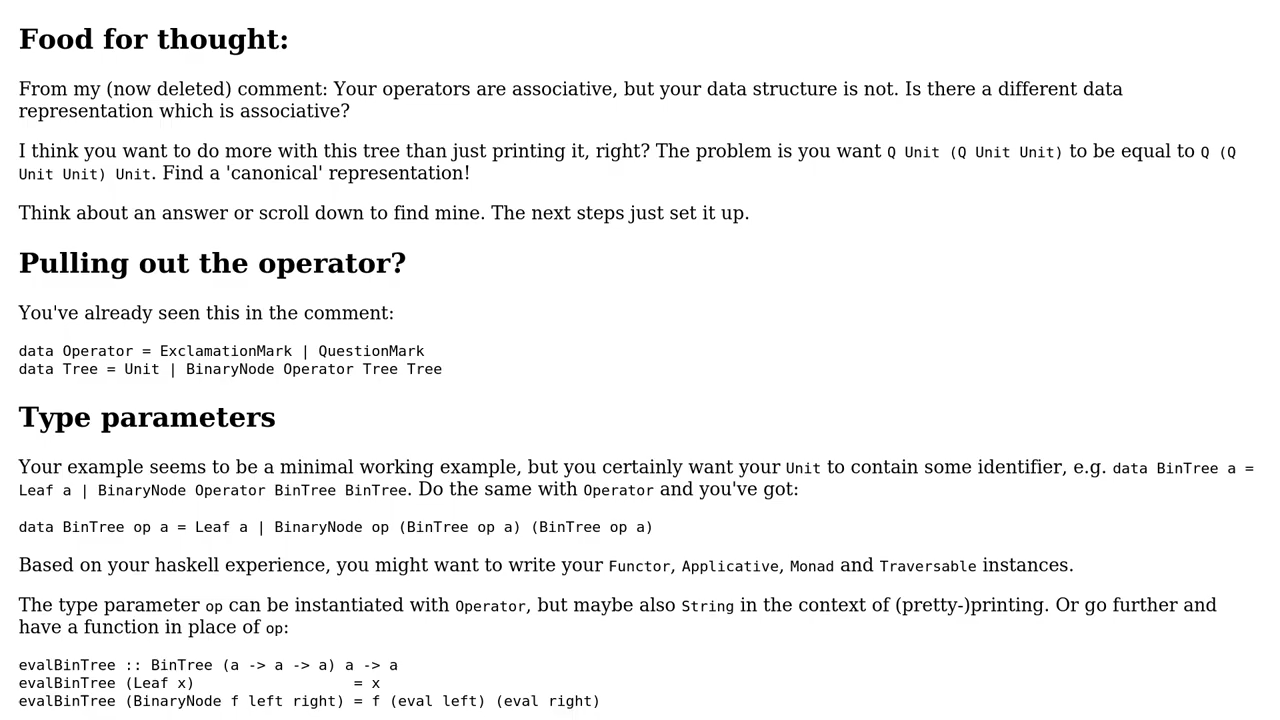 Food for thought:
From my (now deleted) comment: Your operators are associative, but your data structure is not. Is there a different data
representation which is associative?
I think you want to do more with this tree than just printing it, right? The problem is you want Q Unit (Q Unit Unit) to be equal to Q (Q
Unit Unit) Unit. Find a 'canonical' representation!
Think about an answer or scroll down to find mine. The next steps just set it up.
Pulling out the operator?
You've already seen this in the comment:
data Operator = ExclamationMark | QuestionMark
data Tree = Unit | BinaryNode Operator Tree Tree
Type parameters
Your example seems to be a minimal working example, but you certainly want your Unit to contain some identifier, e.g. data BinTree a =
Leaf a | BinaryNode Operator BinTree BinTree. Do the same with Operator and you've got:
data BinTree op a = Leaf a | BinaryNode op (BinTree op a) (BinTree op a)
Based on your haskell experience, you might want to write your Functor, Applicative, Monad and Traversable instances.
The type parameter op can be instantiated with Operator, but maybe also String in the context of (pretty-)printing. Or go further and
have a function in place of op:
evalBinTree :: BinTree (a -> a -> a) a -> a
evalBinTree (Leaf x)                  = x
evalBinTree (BinaryNode f left right) = f (eval left) (eval right)